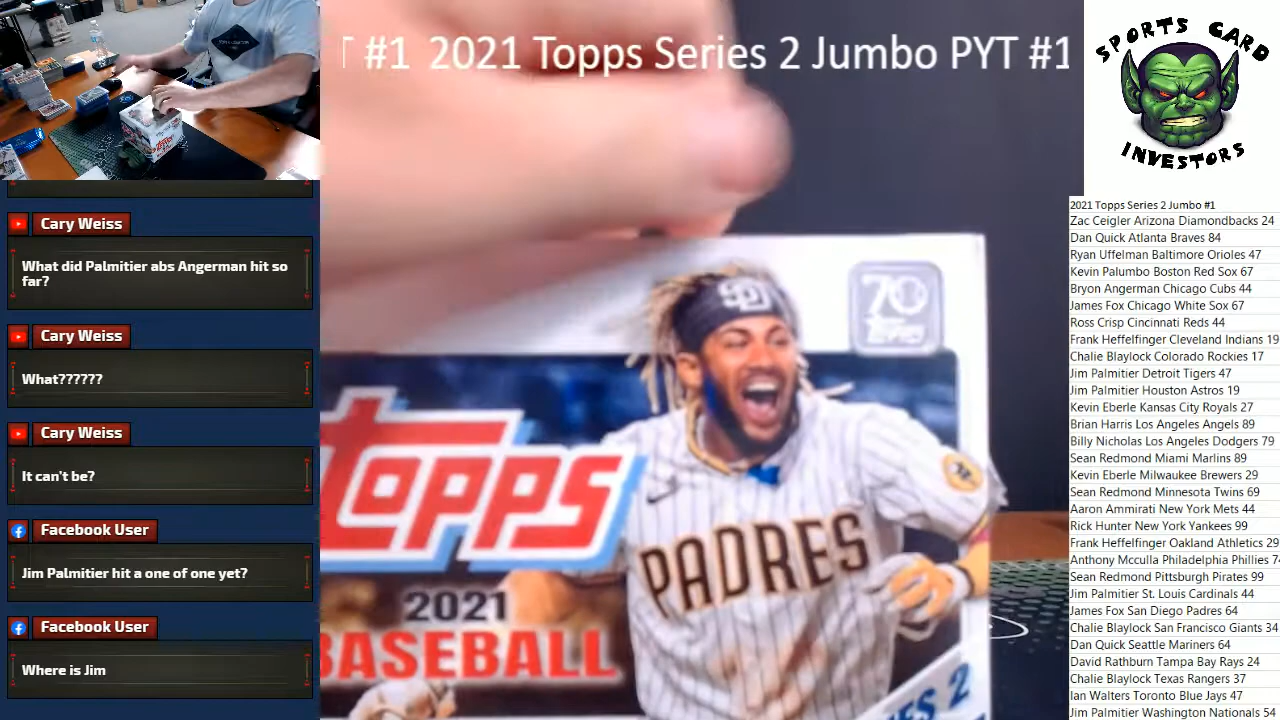 T #1 2021 Topps Series 2 Jumbo PYT #1
SPORTS CARD
INVESTORS
Cary Weiss
What did Palmitier abs Angerman hit so
far?
Cary Weiss
What??????
Cary Weiss
It can't be?
Facebook User
Jim Palmitier hit a one of one yet?
Facebook User
Where is Jim
SD
70
TOPPS
TOPPS
PADRES
2021
BASEBALL
2021 Topps Series 2 Jumbo #1
Zac Ceigler Arizona Diamondbacks 24
Dan Quick Atlanta Braves 84
Ryan Uffelman Baltimore Orioles 47
Kevin Palumbo Boston Red Sox 67
Bryon Angerman Chicago Cubs 44
James Fox Chicago White Sox 67
Ross Crisp Cincinnati Reds 44
Frank Heffelfinger Cleveland Indians 19
Chalie Blaylock Colorado Rockies 17
Jim Palmitier Detroit Tigers 47
Jim Palmitier Houston Astros 19
Kevin Eberle Kansas City Royals 27
Brian Harris Los Angeles Angels 89
Billy Nicholas Los Angeles Dodgers 79
Sean Redmond Miami Marlins 89
Kevin Eberle Milwaukee Brewers 29
Sean Redmond Minnesota Twins 69
Aaron Ammirati New York Mets 44
Rick Hunter New York Yankees 99
Frank Heffelfinger Oakland Athletics 29
Anthony Mcculla Philadelphia Phillies 7
Sean Redmond Pittsburgh Pirates 99
Jim Palmitier St. Louis Cardinals 44
James Fox San Diego Padres 64
Chalie Blaylock San Francisco Giants 34
Dan Quick Seattle Mariners 64
David Rathburn Tampa Bay Rays 24
Chalie Blaylock Texas Rangers 37
Ian Walters Toronto Blue Jays 47
Jim Palmitier Washington Nationals 54